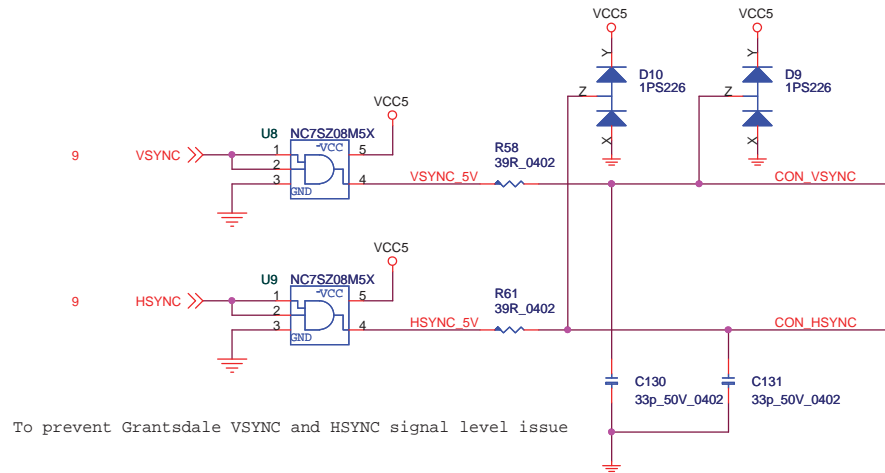 VCC5
VCC5
Y
Y
D10
1PS226
D9
1PS226
Z
Z
X
X
VCC5
U8
NC7SZ08M5X
9
VSYNC
1
2
3
-VCC
GND
5
4
VSYNC_5V
R58
39R_0402
CON_VSYNC
VCC5
U9
NC7SZ08M5X
9
HSYNC
1
2
3
-VCC
GND
5
4
HSYNC_5V
R61
39R_0402
CON_HSYNC
C130
33p_50V_0402
C131
33p_50V_0402
To prevent Grantsdale VSYNC and HSYNC signal level issue